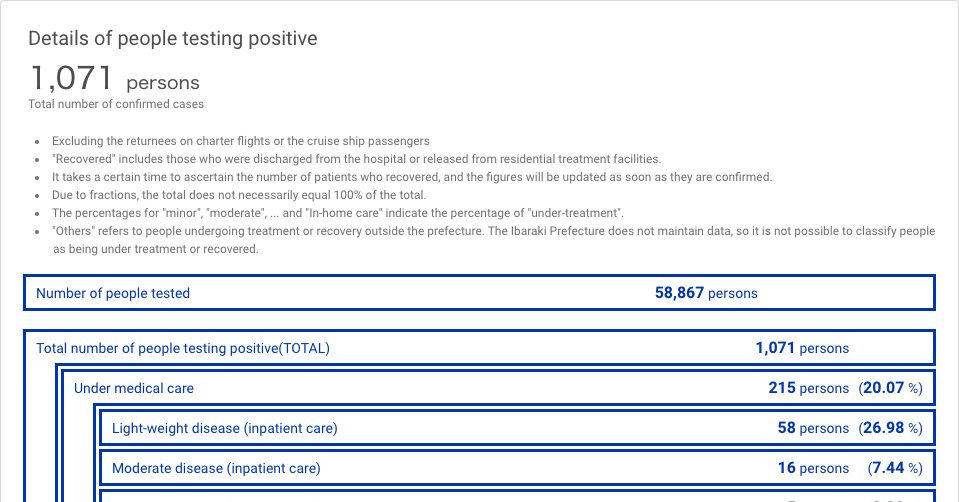 Details of people testing positive
1,071 persons
Total number of confirmed cases
• Excluding the returnees on charter flights or the cruise ship passengers
• "Recovered" includes those who were discharged from the hospital or released from residential treatment facilities.
• It takes a certain time to ascertain the number of patients who recovered, and the figures will be updated as soon as they are confirmed.
• Due to fractions, the total does not necessarily equal 100% of the total.
• The percentages for "minor", "moderate", ... and "In-home care" indicate the percentage of "under-treatment".
• "Others" refers to people undergoing treatment or recovery outside the prefecture. The Ibaraki Prefecture does not maintain data, so it is not possible to classify people
as being under treatment or recovered.
Number of people tested 58,867 persons
Total number of people testing positive(TOTAL) 1,071 persons
Under medical care 215 persons (20.07 %)
Light-weight disease (inpatient care) 58 persons (26.98 %)
Moderate disease (inpatient care) 16 persons (7.44 %)